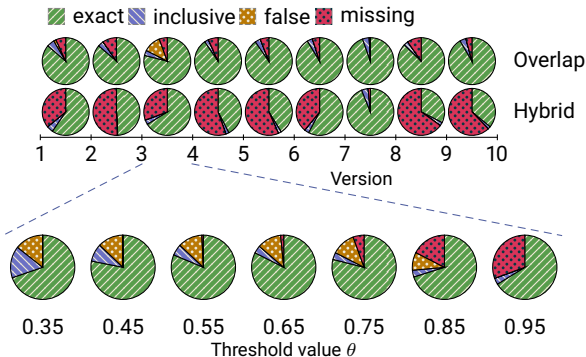 exact inclusive false missing
Overlap
Hybrid
1 2 3 4 5 6 7 8 9 10
Version
0.35 0.45 0.55 0.65 0.75 0.85 0.95
Threshold value θ